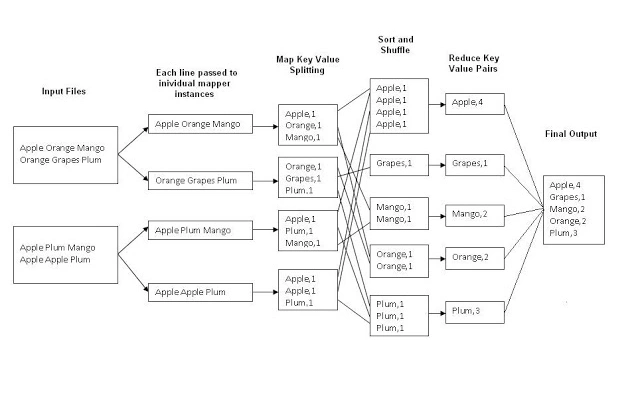 Input Files
Each line passed to
inividual mapper
instances
Map Key Value
Splitting
Sort and
Shuffle
Reduce Key
Value Pairs
Final Output
Apple Orange Mango
Orange Grapes Plum
Apple Plum Mango
Apple Apple Plum
Apple Orange Mango
Orange Grapes Plum
Apple Plum Mango
Apple Apple Plum
Apple,1
Orange,1
Mango,1
Orange,1
Grapes,1
Plum,1
Apple,1
Plum,1
Mango,1
Apple,1
Apple,1
Plum,1
Apple,1
Apple,1
Apple,1
Apple,1
Grapes,1
Mango,1
Mango,1
Orange,1
Orange,1
Plum,1
Plum,1
Plum,1
Apple,4
Grapes,1
Mango,2
Orange,2
Plum,3
Apple,4
Grapes,1
Mango,2
Orange,2
Plum,3